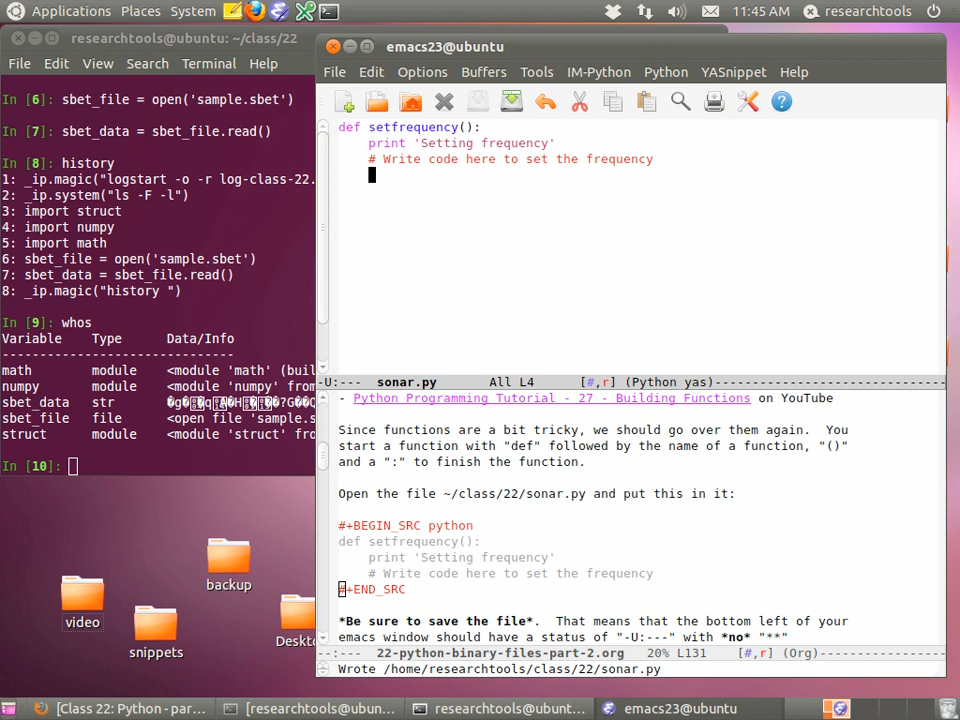 Applications Places System
11:45 AM researchtools
researchtools@ubuntu: ~/class/22
File Edit View Search Terminal Help
In [6]: sbet_file = open('sample.sbet')
In [7]: sbet_data = sbet_file.read()
In [8]: history
1: _ip.magic("logstart -o -r log-class-22.
2: _ip.system("ls -F -l")
3: import struct
4: import numpy
5: import math
6: sbet_file = open('sample.sbet')
7: sbet_data = sbet_file.read()
8: _ip.magic("history ")
In [9]: whos
Variable Type Data/Info
-------------------------------
math module <module 'math' (buil
numpy module <module 'numpy' from
sbet_data str
sbet_file file <open file 'sample.s
struct module <module 'struct' fro
In [10]:
emacs23@ubuntu
File Edit Options Buffers Tools IM-Python Python YASnippet Help
def setfrequency():
print 'Setting frequency'
# Write code here to set the frequency
-U:--- sonar.py All L4 [#,r] (Python yas)-----------------------
- Python Programming Tutorial - 27 - Building Functions on YouTube
Since functions are a bit tricky, we should go over them again. You
start a function with "def" followed by the name of a function, "()"
and a ":" to finish the function.
Open the file ~/class/22/sonar.py and put this in it:
#+BEGIN_SRC python
def setfrequency():
print 'Setting frequency'
# Write code here to set the frequency
#+END_SRC
*Be sure to save the file*. That means that the bottom left of your
emacs window should have a status of "-U:---" with *no* "**"
--:--- 22-python-binary-files-part-2.org 20% L131 [#,r] (Org)-----------------
Wrote /home/researchtools/class/22/sonar.py
video
backup
snippets
Deskto
[Class 22: Python - par...
[researchtools@ubunt...
researchtools@ubunt...
emacs23@ubuntu